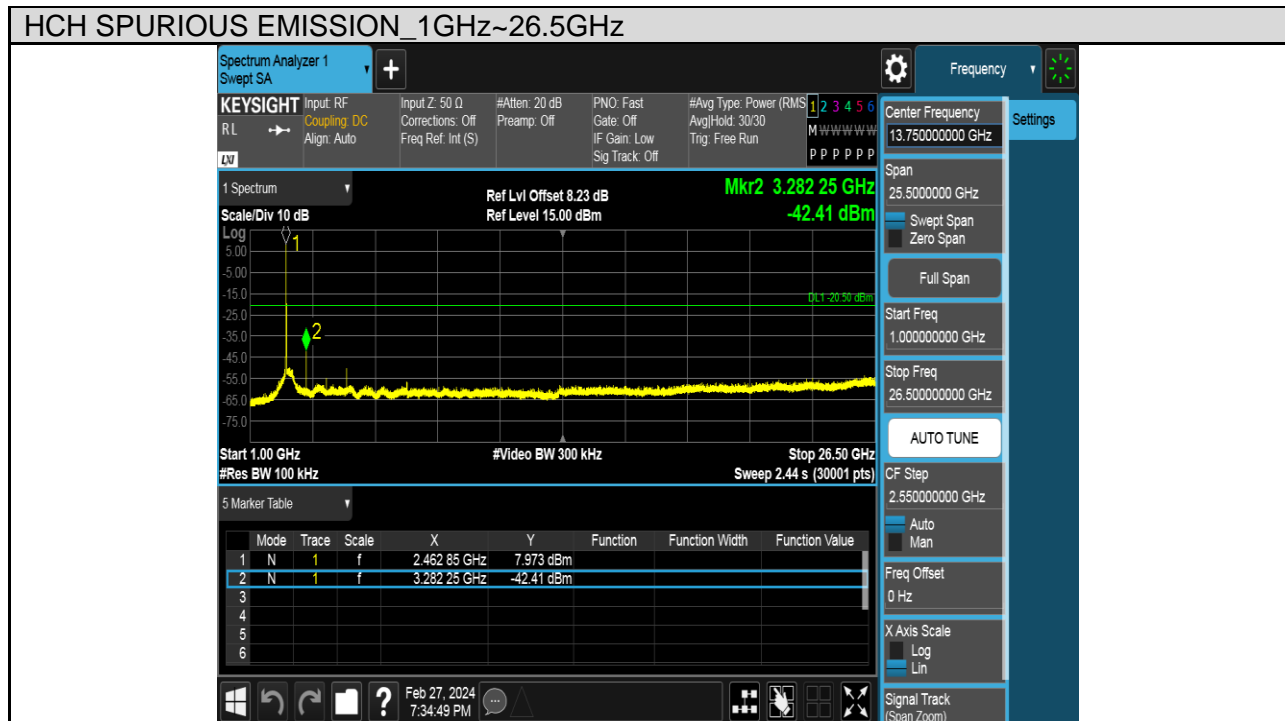 HCH SPURIOUS EMISSION_1GHz~26.5GHz
Spectrum Analyzer 1
Swept SA
+
Frequency
KEYSIGHT Input: RF Input Z: 50 Ω #Atten: 20 dB PNO: Fast #Avg Type: Power (RMS 1 2 3 4 5 6
RL Coupling: DC Corrections: Off Preamp: Off Gate: Off Avg|Hold: 30/30 M W W W W W
Align: Auto Freq Ref: Int (S) IF Gain: Low Trig: Free Run
LXI Sig Track: Off P P P P P P
Center Frequency
13.750000000 GHz
Settings
Span
25.5000000 GHz
Swept Span
Zero Span
Full Span
Start Freq
1.000000000 GHz
Stop Freq
26.500000000 GHz
AUTO TUNE
CF Step
2.550000000 GHz
Auto
Man
Freq Offset
0 Hz
X Axis Scale
Log
Lin
Signal Track
(Span Zoom)
1 Spectrum
Ref Lvl Offset 8.23 dB
Mkr2 3.282 25 GHz
Scale/Div 10 dB
Ref Level 15.00 dBm
-42.41 dBm
Log
1
5.00
-5.00
-15.0
DL1 -20.50 dBm
-25.0
2
-35.0
-45.0
-55.0
-65.0
-75.0
Start 1.00 GHz #Video BW 300 kHz Stop 26.50 GHz
#Res BW 100 kHz Sweep 2.44 s (30001 pts)
5 Marker Table
Mode Trace Scale X Y Function Function Width Function Value
1 N 1 f 2.462 85 GHz 7.973 dBm
2 N 1 f 3.282 25 GHz -42.41 dBm
3
4
5
6
? Feb 27, 2024
7:34:49 PM